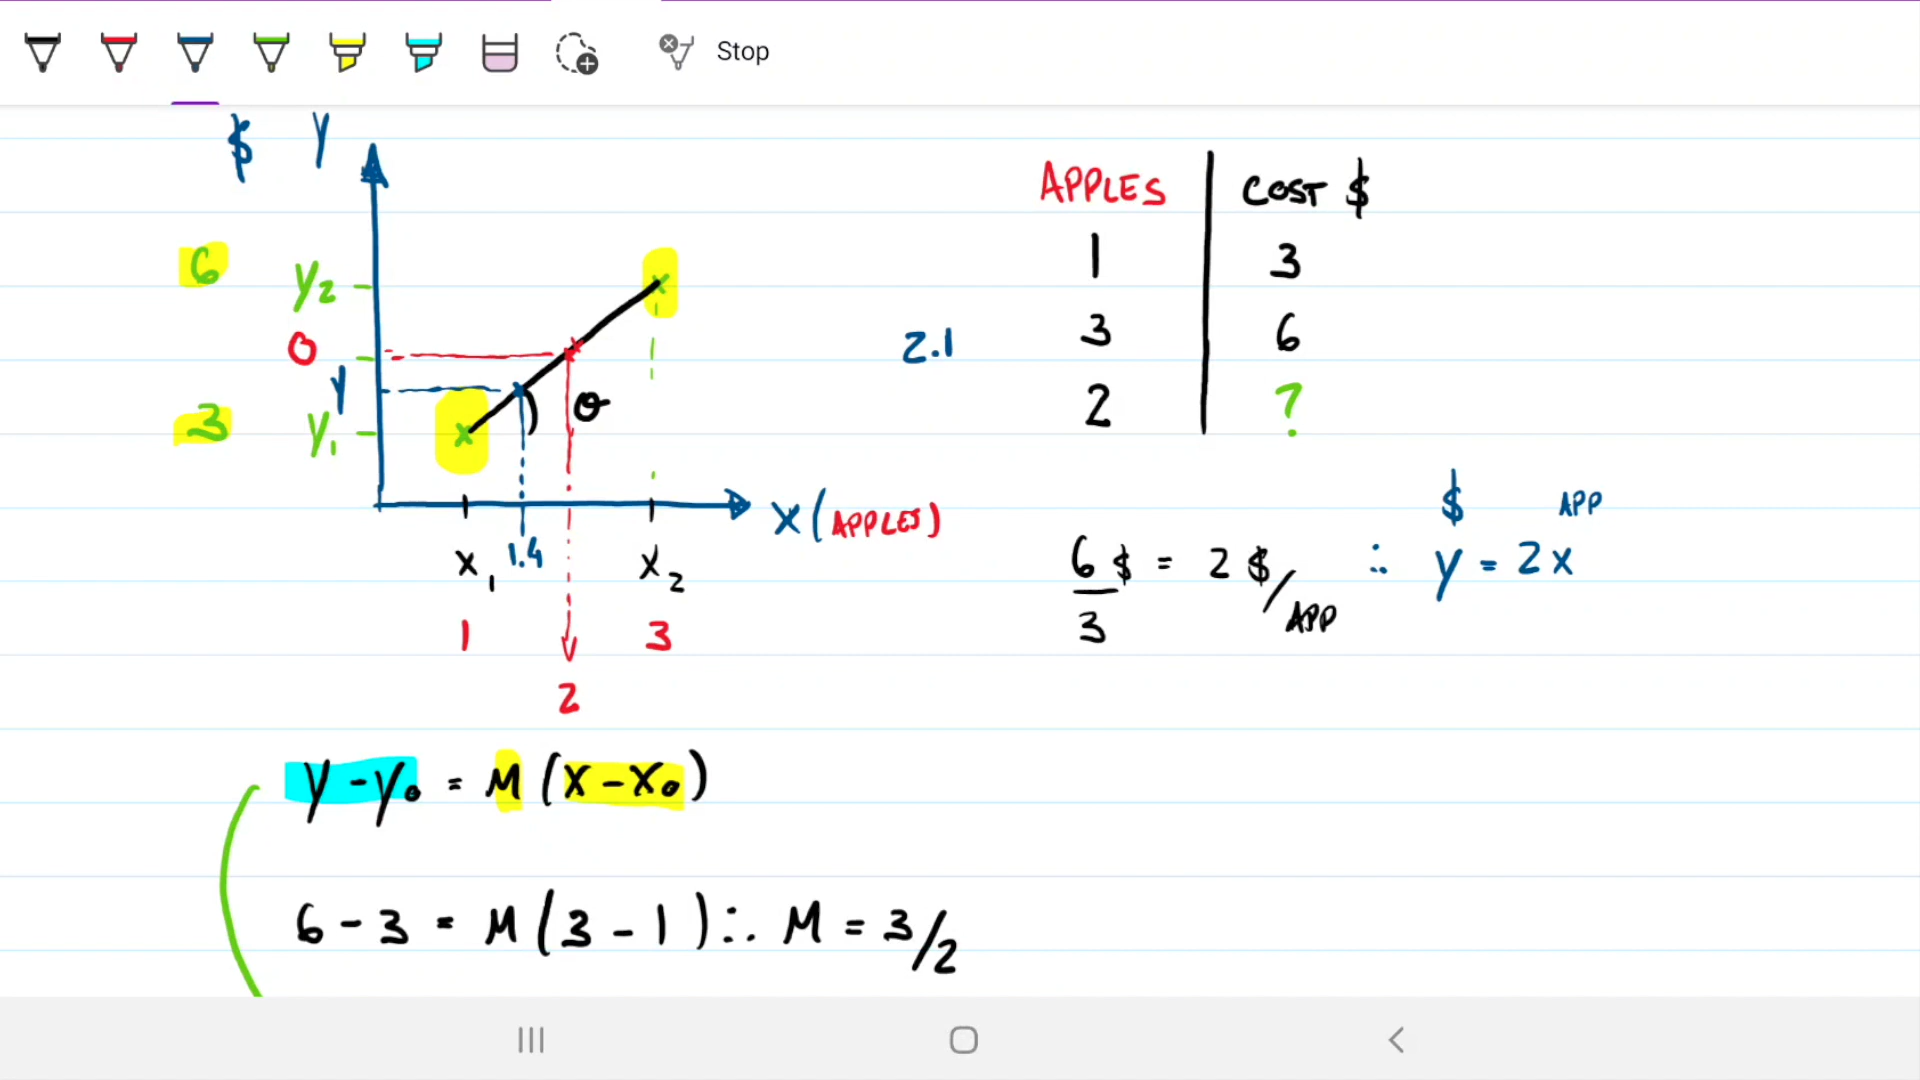 Stop
$ Y
6 Y2
0
Y
3 Y1
θ
X (APPLES)
X1 1.4 X2
1 3
2
APPLES COST $
1 3
2.1 3 6
2 ?
6/3 $ = 2 $/APP ∴ y = 2x
$ APP
y - y0 = M (x - x0)
6 - 3 = M (3 - 1) ∴ M = 3/2